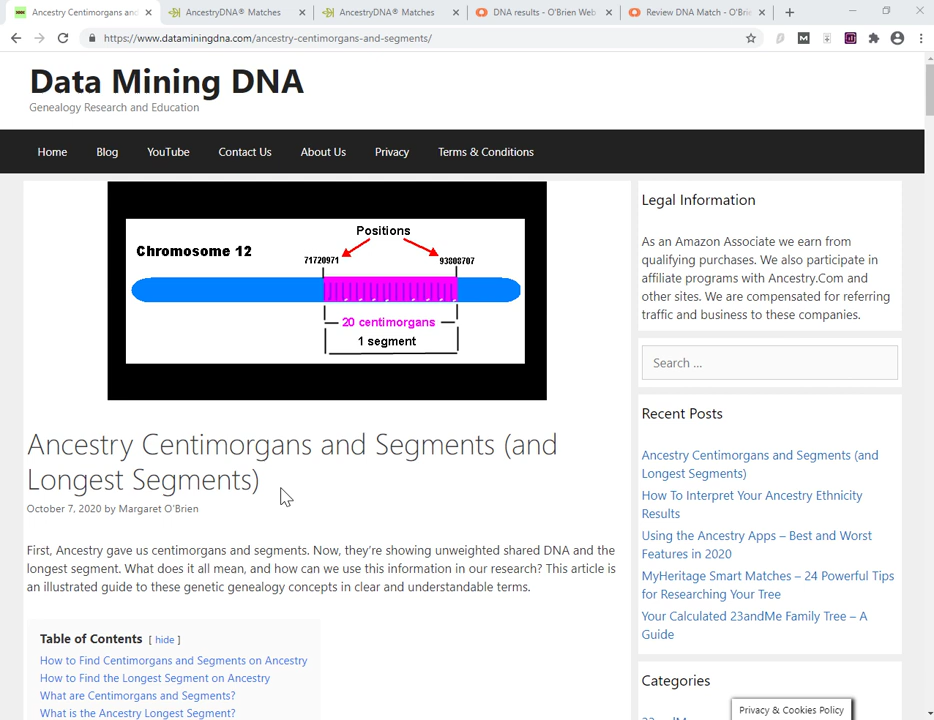 Ancestry Centimorgans and
AncestryDNA® Matches
AncestryDNA® Matches
DNA results - O'Brien Web
Review DNA Match - O'Brie
https://www.dataminingdna.com/ancestry-centimorgans-and-segments/
Data Mining DNA
Genealogy Research and Education
Home Blog YouTube Contact Us About Us Privacy Terms & Conditions
Positions
Chromosome 12
71720971 93808707
20 centimorgans
1 segment
Ancestry Centimorgans and Segments (and
Longest Segments)
October 7, 2020 by Margaret O'Brien
First, Ancestry gave us centimorgans and segments. Now, they're showing unweighted shared DNA and the
longest segment. What does it all mean, and how can we use this information in our research? This article is
an illustrated guide to these genetic genealogy concepts in clear and understandable terms.
Table of Contents [ hide ]
How to Find Centimorgans and Segments on Ancestry
How to Find the Longest Segment on Ancestry
What are Centimorgans and Segments?
What is the Ancestry Longest Segment?
Legal Information
As an Amazon Associate we earn from
qualifying purchases. We also participate in
affiliate programs with Ancestry.Com and
other sites. We are compensated for referring
traffic and business to these companies.
Search ...
Recent Posts
Ancestry Centimorgans and Segments (and
Longest Segments)
How To Interpret Your Ancestry Ethnicity
Results
Using the Ancestry Apps – Best and Worst
Features in 2020
MyHeritage Smart Matches – 24 Powerful Tips
for Researching Your Tree
Your Calculated 23andMe Family Tree – A
Guide
Categories
Privacy & Cookies Policy